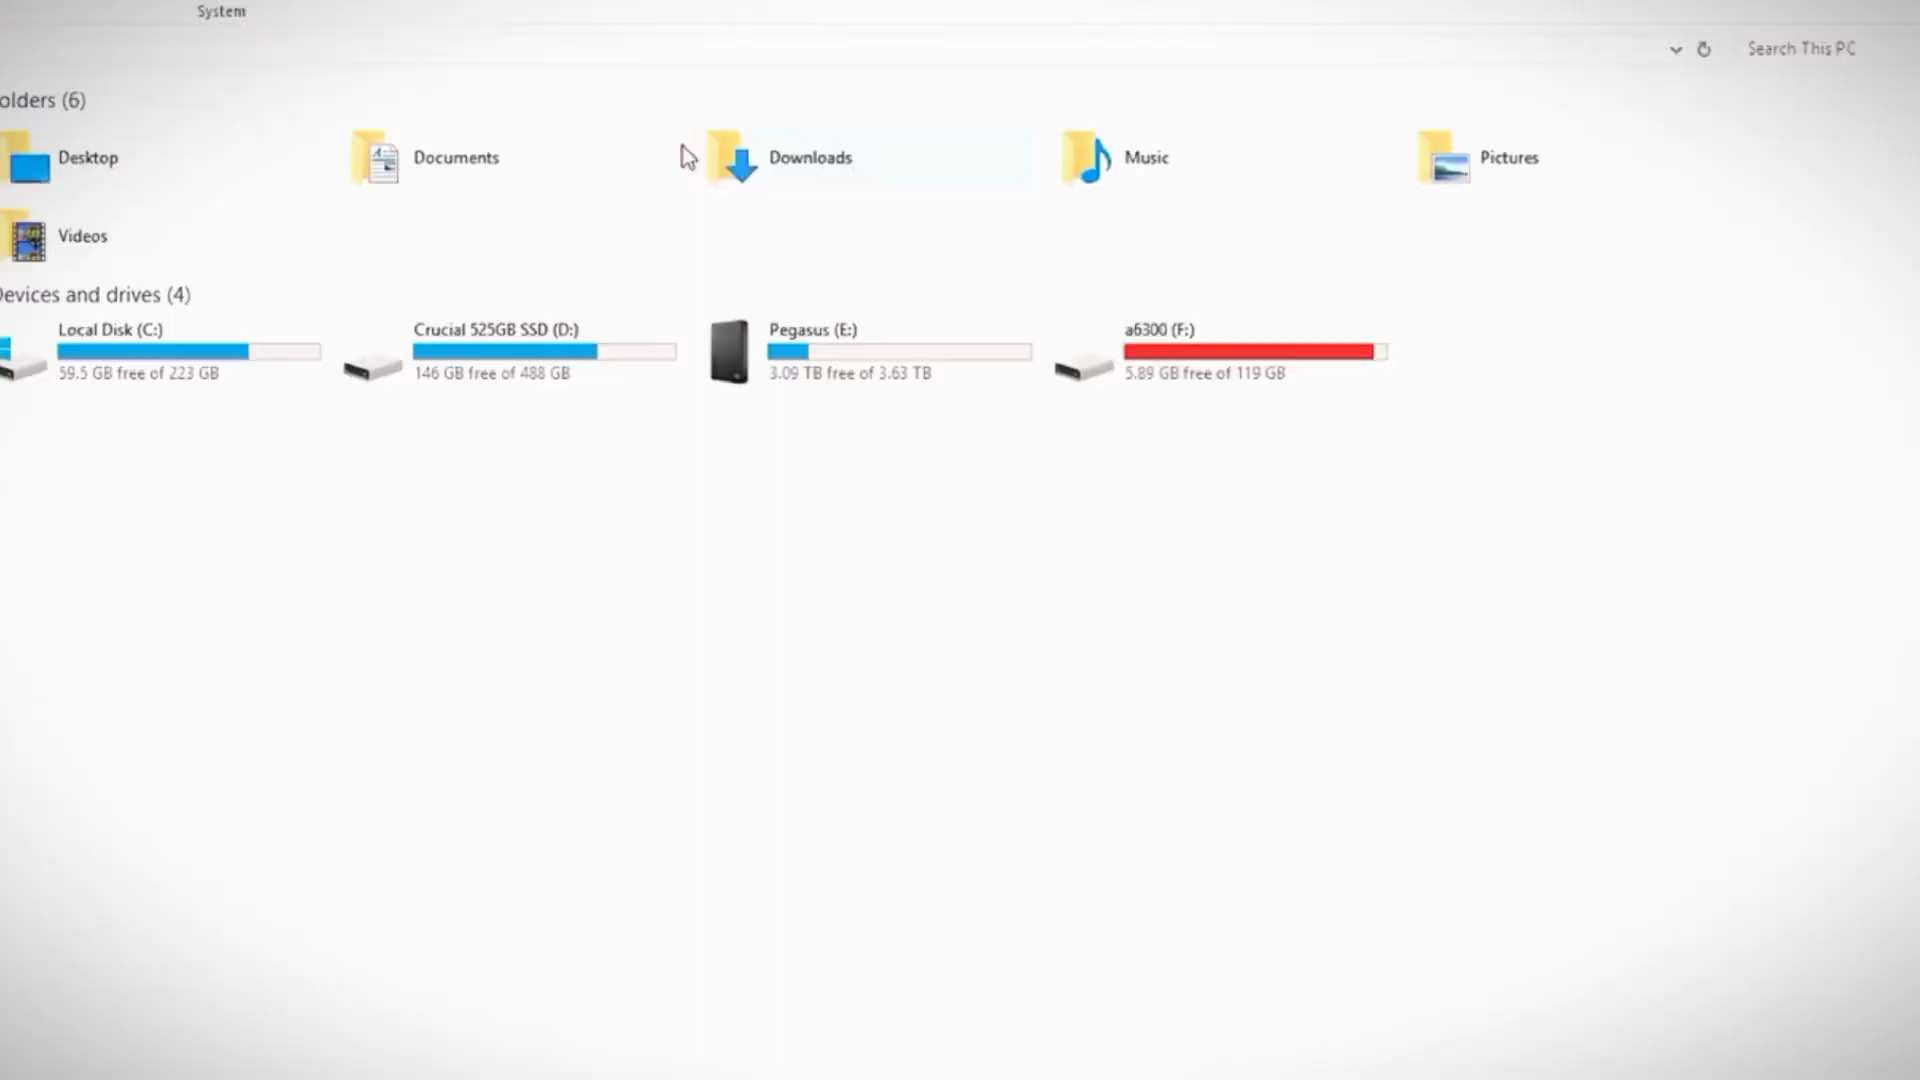 System
Search This PC
olders (6)
Desktop
Documents
Downloads
Music
Pictures
Videos
Devices and drives (4)
Local Disk (C:)
59.5 GB free of 223 GB
Crucial 525GB SSD (D:)
146 GB free of 488 GB
Pegasus (E:)
3.09 TB free of 3.63 TB
a6300 (F:)
5.89 GB free of 119 GB